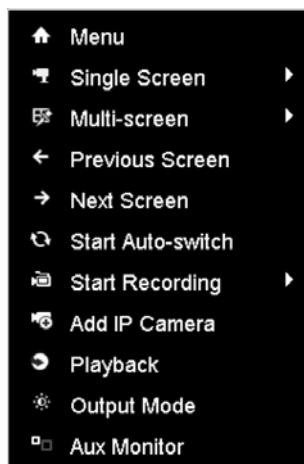 Menu
Single Screen
Multi-screen
Previous Screen
Next Screen
Start Auto-switch
Start Recording
Add IP Camera
Playback
Output Mode
Aux Monitor